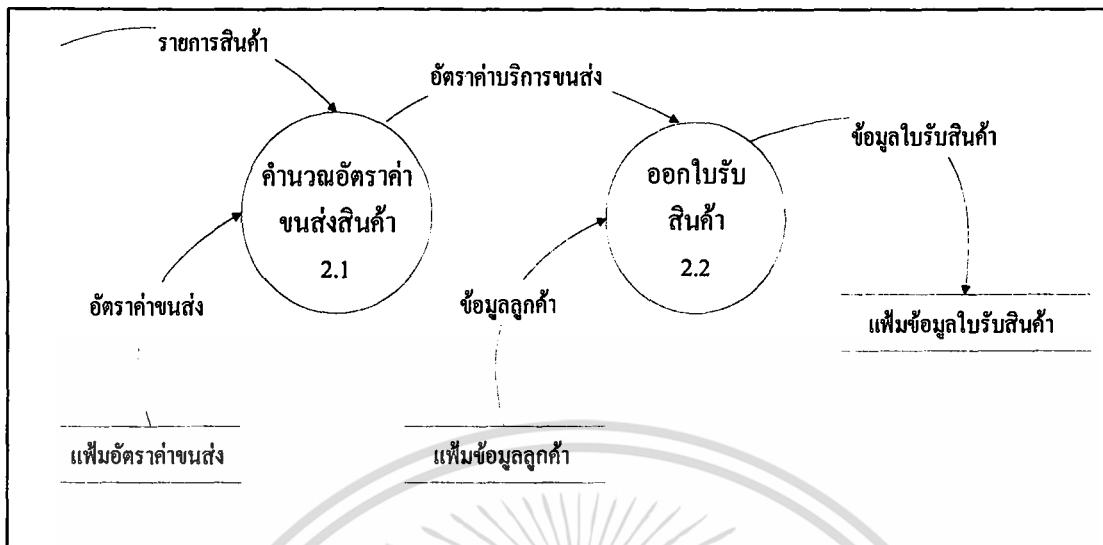 รายการสินค้า
อัตราค่าบริการขนส่ง
ข้อมูลใบรับสินค้า
คำนวณอัตราค่า
ขนส่งสินค้า
2.1
ออกใบรับ
สินค้า
2.2
อัตราค่าขนส่ง
ข้อมูลลูกค้า
แฟ้มข้อมูลใบรับสินค้า
แฟ้มอัตราค่าขนส่ง
แฟ้มข้อมูลลูกค้า